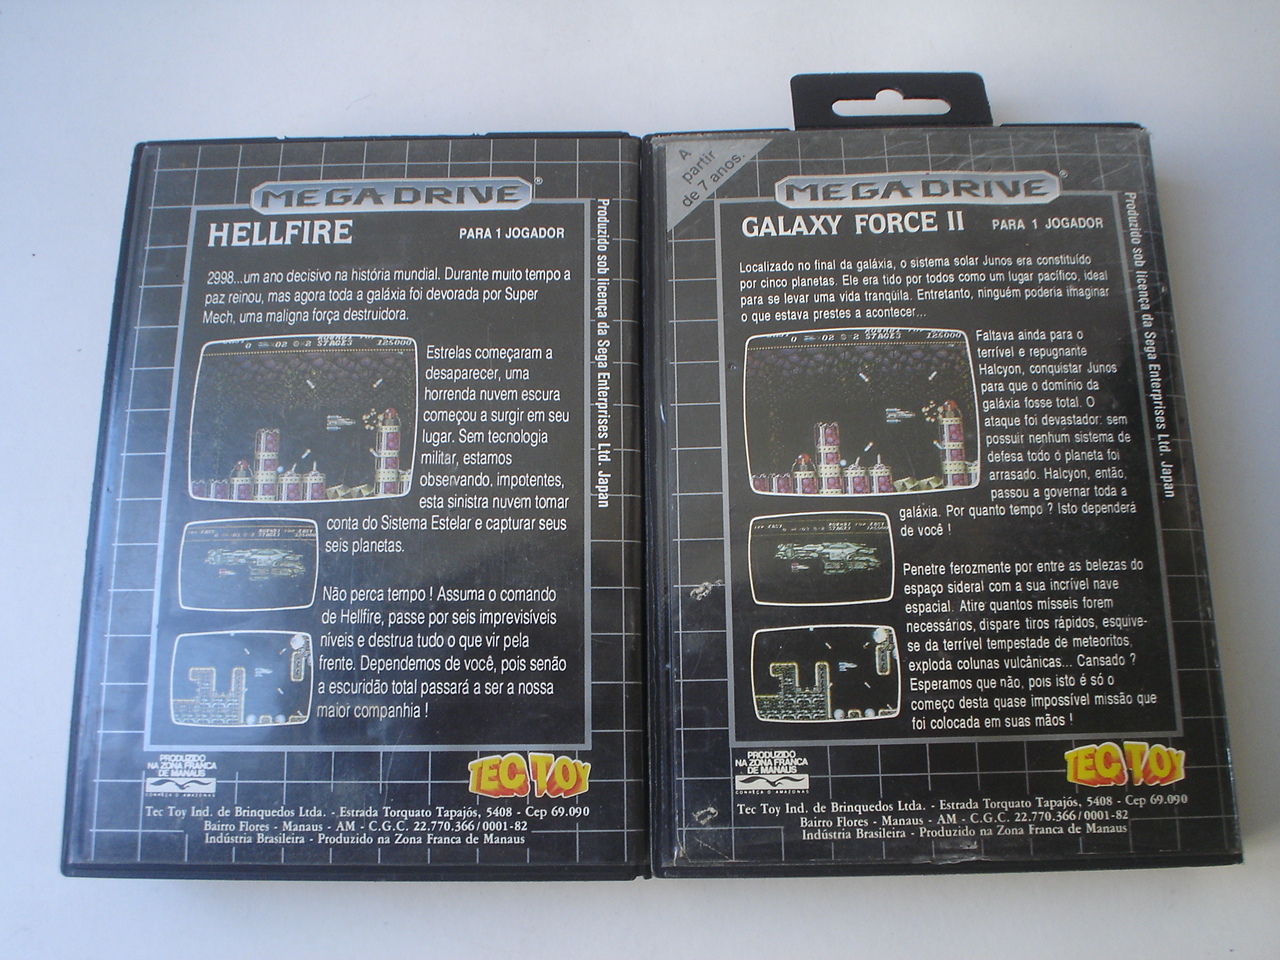 MEGA DRIVE ®
HELLFIRE
PARA 1 JOGADOR
2998...um ano decisivo na história mundial. Durante muito tempo a
paz reinou, mas agora toda a galáxia foi devorada por Super
Mech, uma maligna força destruidora.
Estrelas começaram a
desaparecer, uma
horrenda nuvem escura
começou a surgir em seu
lugar. Sem tecnologia
militar, estamos
observando, impotentes,
esta sinistra nuvem tomar
conta do Sistema Estelar e capturar seus
seis planetas.
Não perca tempo ! Assuma o comando
de Hellfire, passe por seis imprevisíveis
níveis e destrua tudo o que vir pela
frente. Dependemos de você, pois senão
a escuridão total passará a ser a nossa
maior companhia !
Produzido sob licença da Sega Enterprises Ltd. Japan
PRODUZIDO
NA ZONA FRANCA
DE MANAUS
CONHEÇA O AMAZONAS
TEC TOY
Tec Toy Ind. de Brinquedos Ltda. - Estrada Torquato Tapajós, 5408 - Cep 69.090
Bairro Flores - Manaus - AM - C.G.C. 22.770.366/0001-82
Indústria Brasileira - Produzido na Zona Franca de Manaus
A
partir
de 7 anos.
MEGA DRIVE ®
GALAXY FORCE II
PARA 1 JOGADOR
Localizado no final da galáxia, o sistema solar Junos era constituído
por cinco planetas. Ele era tido por todos como um lugar pacífico, ideal
para se levar uma vida tranqüila. Entretanto, ninguém poderia imaginar
o que estava prestes a acontecer...
Faltava ainda para o
terrível e repugnante
Halcyon, conquistar Junos
para que o domínio da
galáxia fosse total. O
ataque foi devastador: sem
possuir nenhum sistema de
defesa todo o planeta foi
arrasado. Halcyon, então,
passou a governar toda a
galáxia. Por quanto tempo ? Isto dependerá
de você !
Penetre ferozmente por entre as belezas do
espaço sideral com a sua incrível nave
espacial. Atire quantos misseis forem
necessários, dispare tiros rápidos, esquive-
se da terrível tempestade de meteoritos,
exploda colunas vulcânicas... Cansado ?
Esperamos que não, pois isto é só o
começo desta quase impossível missão que
foi colocada em suas mãos !
Produzido sob licença da Sega Enterprises Ltd. Japan
PRODUZIDO
NA ZONA FRANCA
DE MANAUS
CONHEÇA O AMAZONAS
TEC TOY
Tec Toy Ind. de Brinquedos Ltda. - Estrada Torquato Tapajós, 5408 - Cep 69.090
Bairro Flores - Manaus - AM - C.G.C. 22.770.366/0001-82
Indústria Brasileira - Produzido na Zona Franca de Manaus